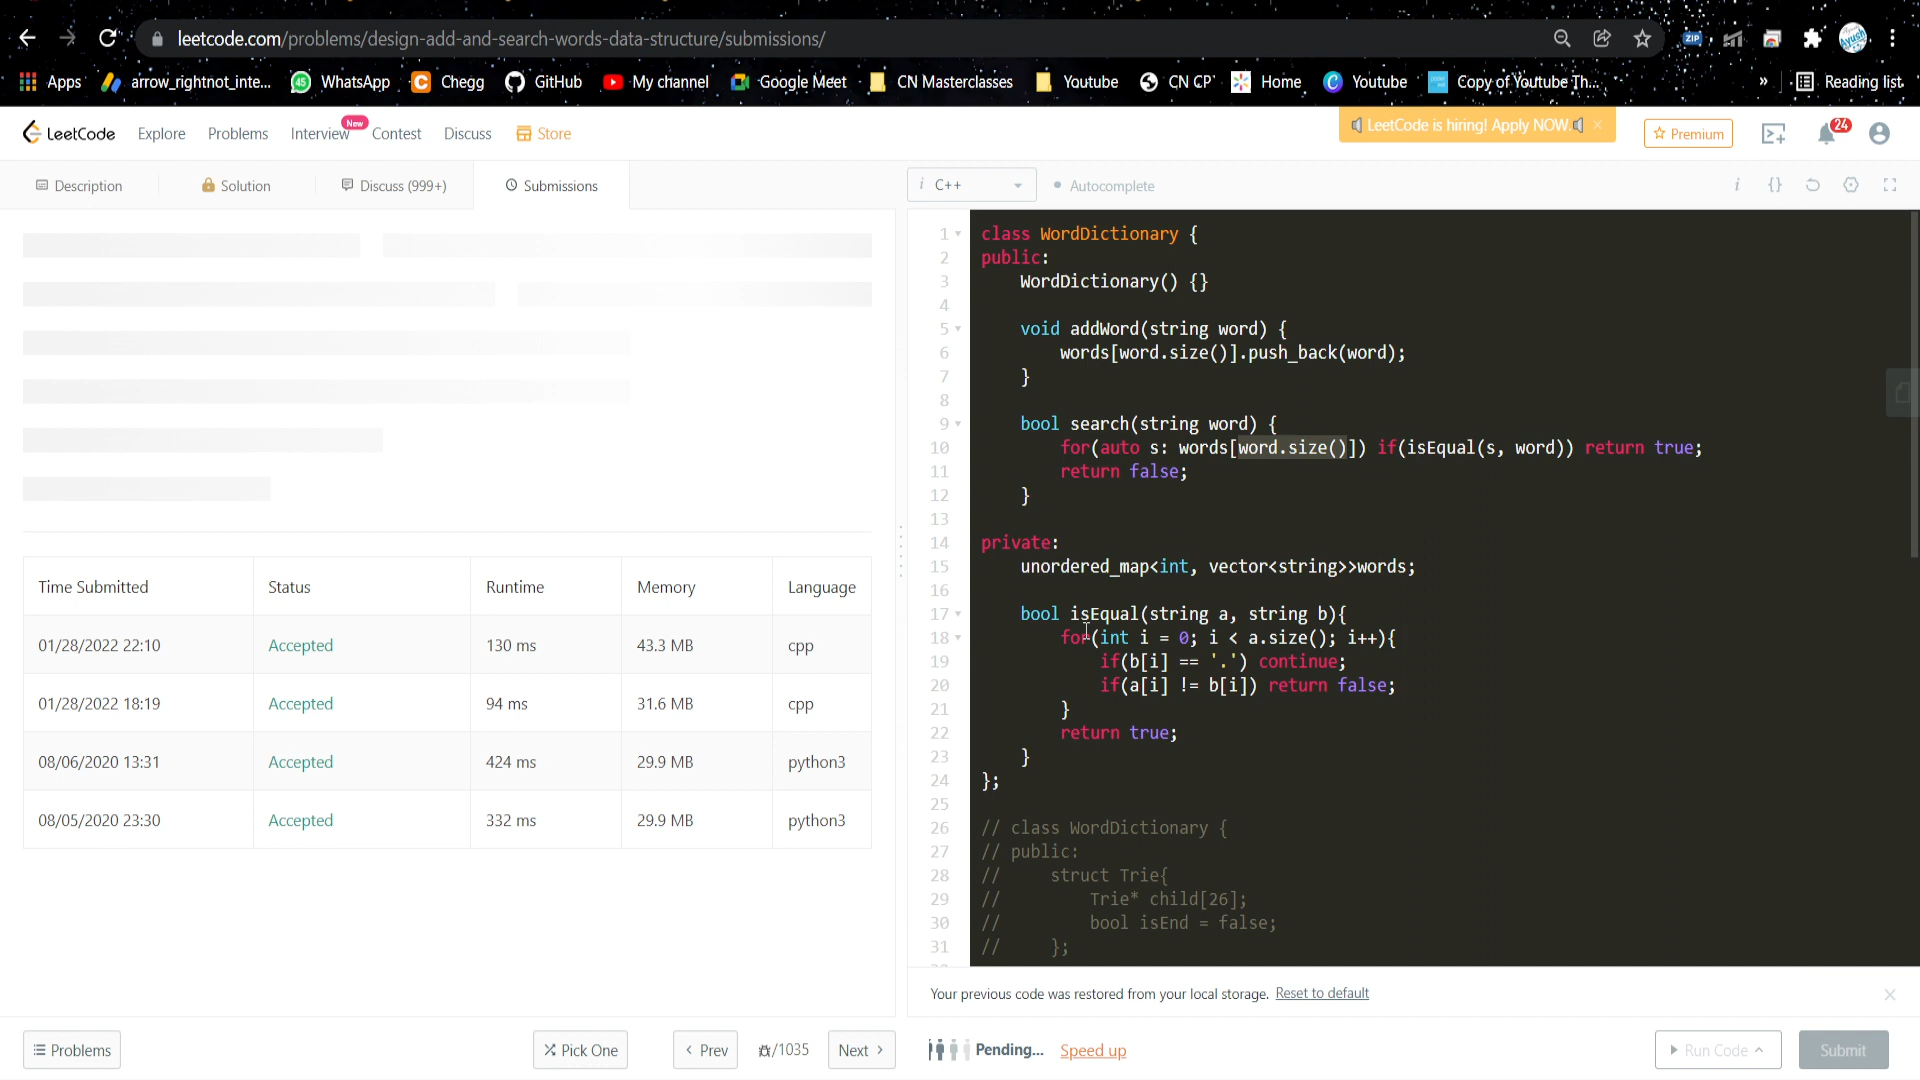 leetcode.com/problems/design-add-and-search-words-data-structure/submissions/
ZIP
Apps arrow_rightnot_inte... 45 WhatsApp Chegg GitHub My channel Google Meet CN Masterclasses Youtube CN CP Home Youtube Copy of Youtube Th... » Reading list
LeetCode Explore Problems Interview New Contest Discuss Store LeetCode is hiring! Apply NOW. × Premium 24
Description Solution Discuss (999+) Submissions
i C++ Autocomplete i {}
1 class WordDictionary {
2 public:
3 WordDictionary() {}
4
5 void addWord(string word) {
6 words[word.size()].push_back(word);
7 }
8
9 bool search(string word) {
10 for(auto s: words[word.size()]) if(isEqual(s, word)) return true;
11 return false;
12 }
13
14 private:
15 unordered_map<int, vector<string>>words;
16
17 bool isEqual(string a, string b){
18 for(int i = 0; i < a.size(); i++){
19 if(b[i] == '.') continue;
20 if(a[i] != b[i]) return false;
21 }
22 return true;
23 }
24 };
25
26 // class WordDictionary {
27 // public:
28 // struct Trie{
29 // Trie* child[26];
30 // bool isEnd = false;
31 // };
Time Submitted Status Runtime Memory Language
01/28/2022 22:10 Accepted 130 ms 43.3 MB cpp
01/28/2022 18:19 Accepted 94 ms 31.6 MB cpp
08/06/2020 13:31 Accepted 424 ms 29.9 MB python3
08/05/2020 23:30 Accepted 332 ms 29.9 MB python3
Your previous code was restored from your local storage. Reset to default
Problems Pick One Prev /1035 Next Pending... Speed up Run Code Submit